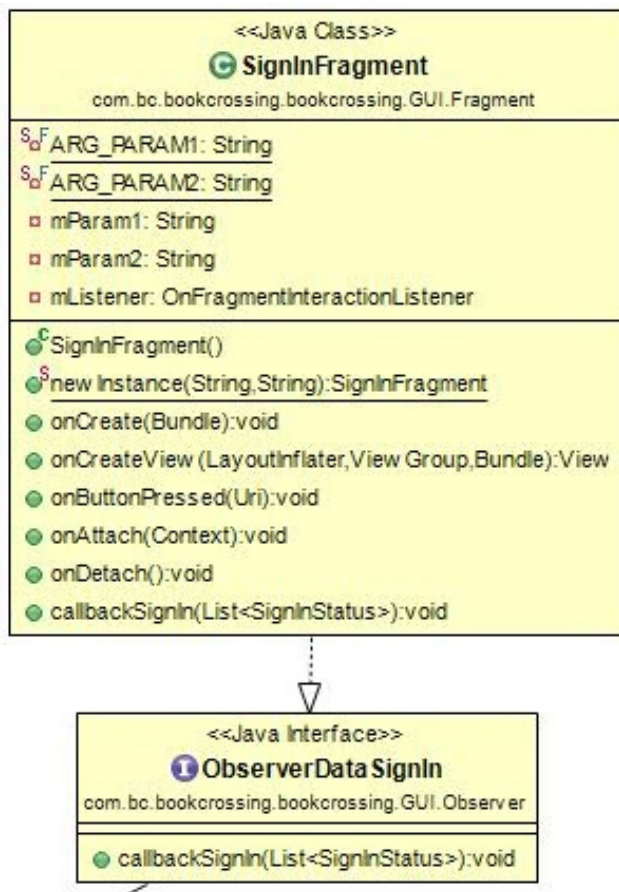 <<Java Class>>
C SignInFragment
com.bc.bookcrossing.bookcrossing.GUI.Fragment
S F ARG_PARAM1: String
S F ARG_PARAM2: String
mParam1: String
mParam2: String
mListener: OnFragmentInteractionListener
C SignInFragment()
S newInstance(String,String):SignInFragment
onCreate(Bundle):void
onCreateView(LayoutInflater,ViewGroup,Bundle):View
onButtonPressed(Uri):void
onAttach(Context):void
onDetach():void
callbackSignIn(List<SignInStatus>):void
<<Java Interface>>
I ObserverDataSignIn
com.bc.bookcrossing.bookcrossing.GUI.Observer
callbackSignIn(List<SignInStatus>):void